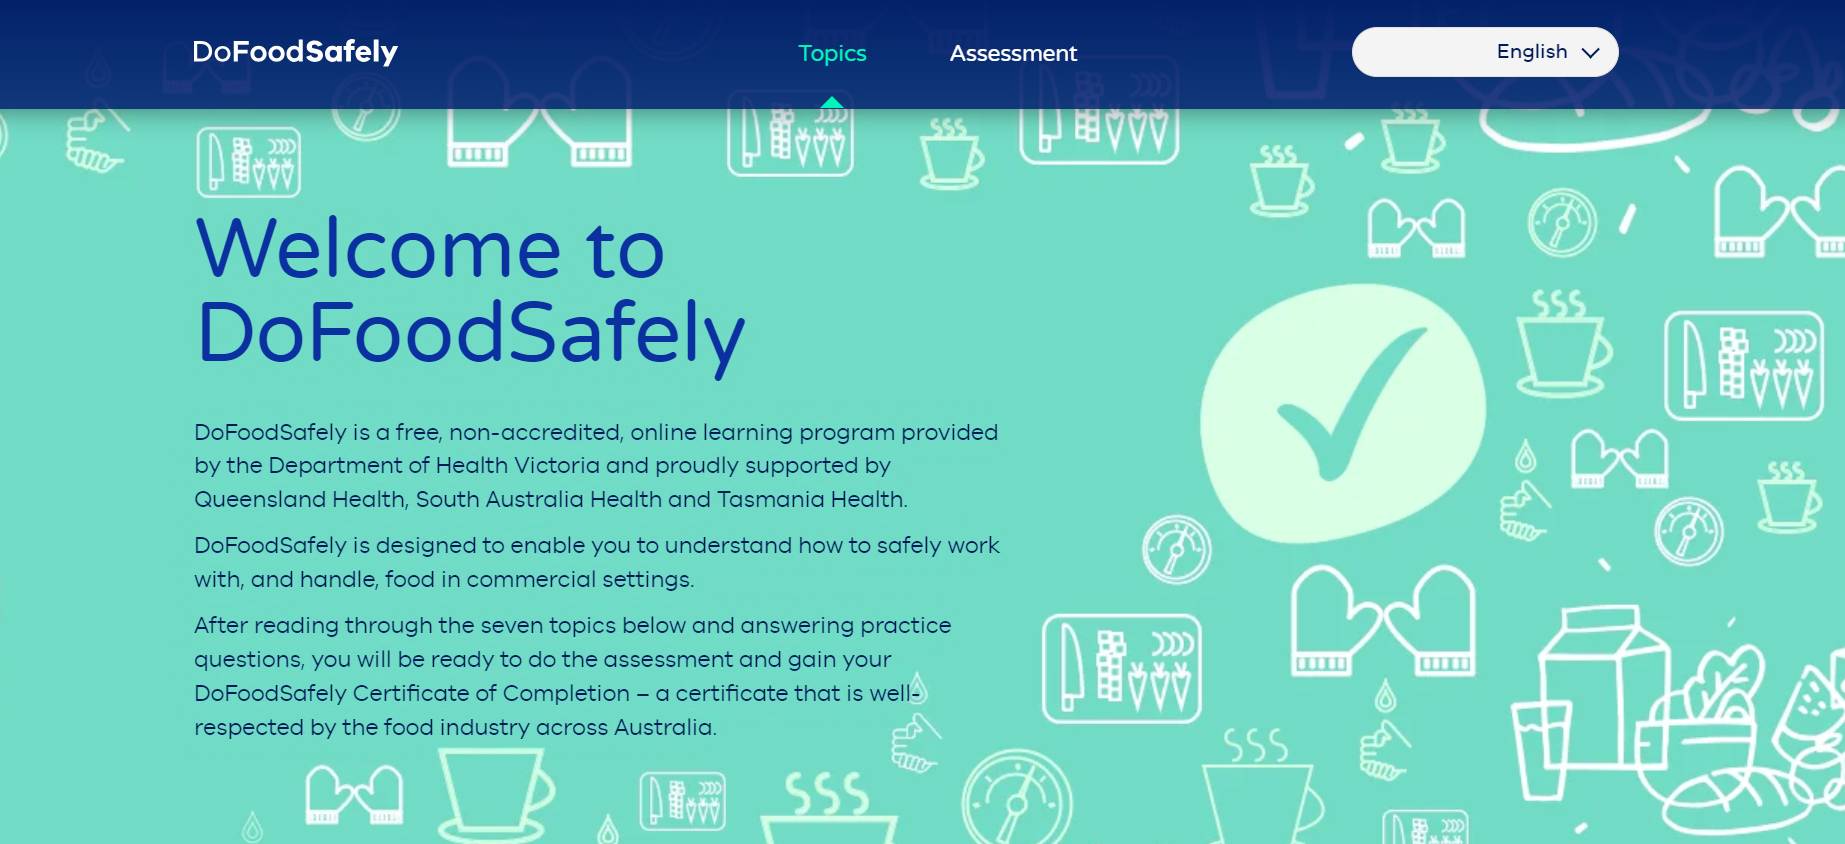 DoFoodSafely
Topics
Assessment
English
Welcome to
DoFoodSafely
DoFoodSafely is a free, non-accredited, online learning program provided
by the Department of Health Victoria and proudly supported by
Queensland Health, South Australia Health and Tasmania Health.
DoFoodSafely is designed to enable you to understand how to safely work
with, and handle, food in commercial settings.
After reading through the seven topics below and answering practice
questions, you will be ready to do the assessment and gain your
DoFoodSafely Certificate of Completion – a certificate that is well-
respected by the food industry across Australia.